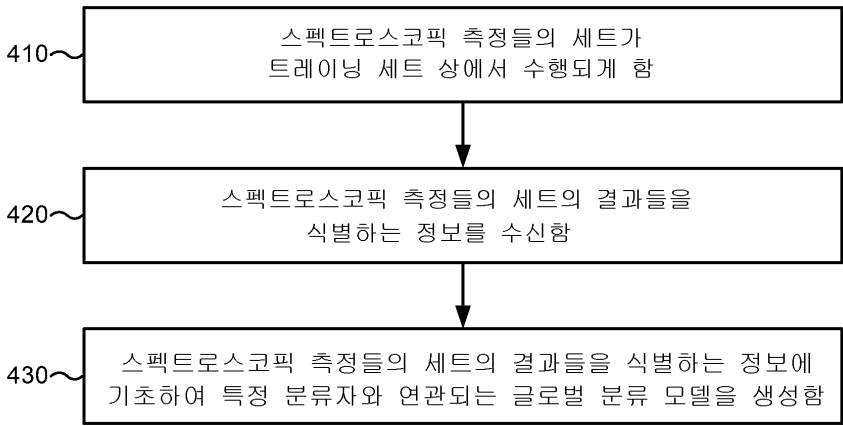 410
스펙트로스코픽 측정들의 세트가
트레이닝 세트 상에서 수행되게 함
420
스펙트로스코픽 측정들의 세트의 결과들을
식별하는 정보를 수신함
430
스펙트로스코픽 측정들의 세트의 결과들을 식별하는 정보에
기초하여 특정 분류자와 연관되는 글로벌 분류 모델을 생성함